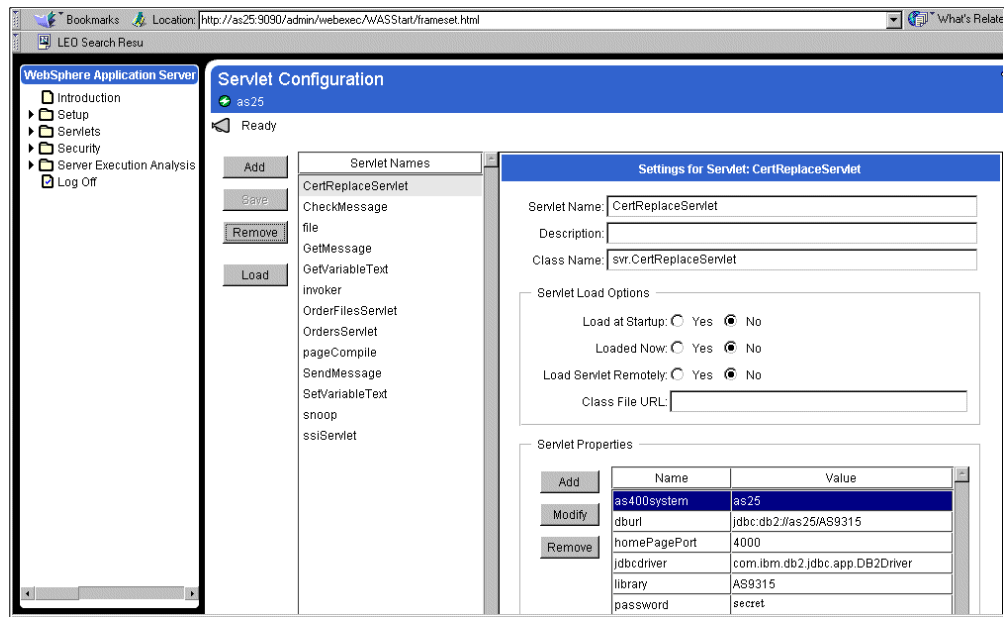 Bookmarks Location: http://as25:9090/admin/webexec/WASStart/frameset.html What's Relate
LEO Search Resu
WebSphere Application Server
Introduction
Setup
Servlets
Security
Server Execution Analysis
Log Off
Servlet Configuration
as25
Ready
Add
Save
Remove
Load
Servlet Names
CertReplaceServlet
CheckMessage
file
GetMessage
GetVariableText
invoker
OrderFilesServlet
OrdersServlet
pageCompile
SendMessage
SetVariableText
snoop
ssiServlet
Settings for Servlet: CertReplaceServlet
Servlet Name: CertReplaceServlet
Description:
Class Name: svr.CertReplaceServlet
Servlet Load Options
Load at Startup: Yes No
Loaded Now: Yes No
Load Servlet Remotely: Yes No
Class File URL:
Servlet Properties
Add
Modify
Remove
Name Value
as400system as25
dburl jdbc:db2://as25/AS9315
homePagePort 4000
jdbcdriver com.ibm.db2.jdbc.app.DB2Driver
library AS9315
password secret